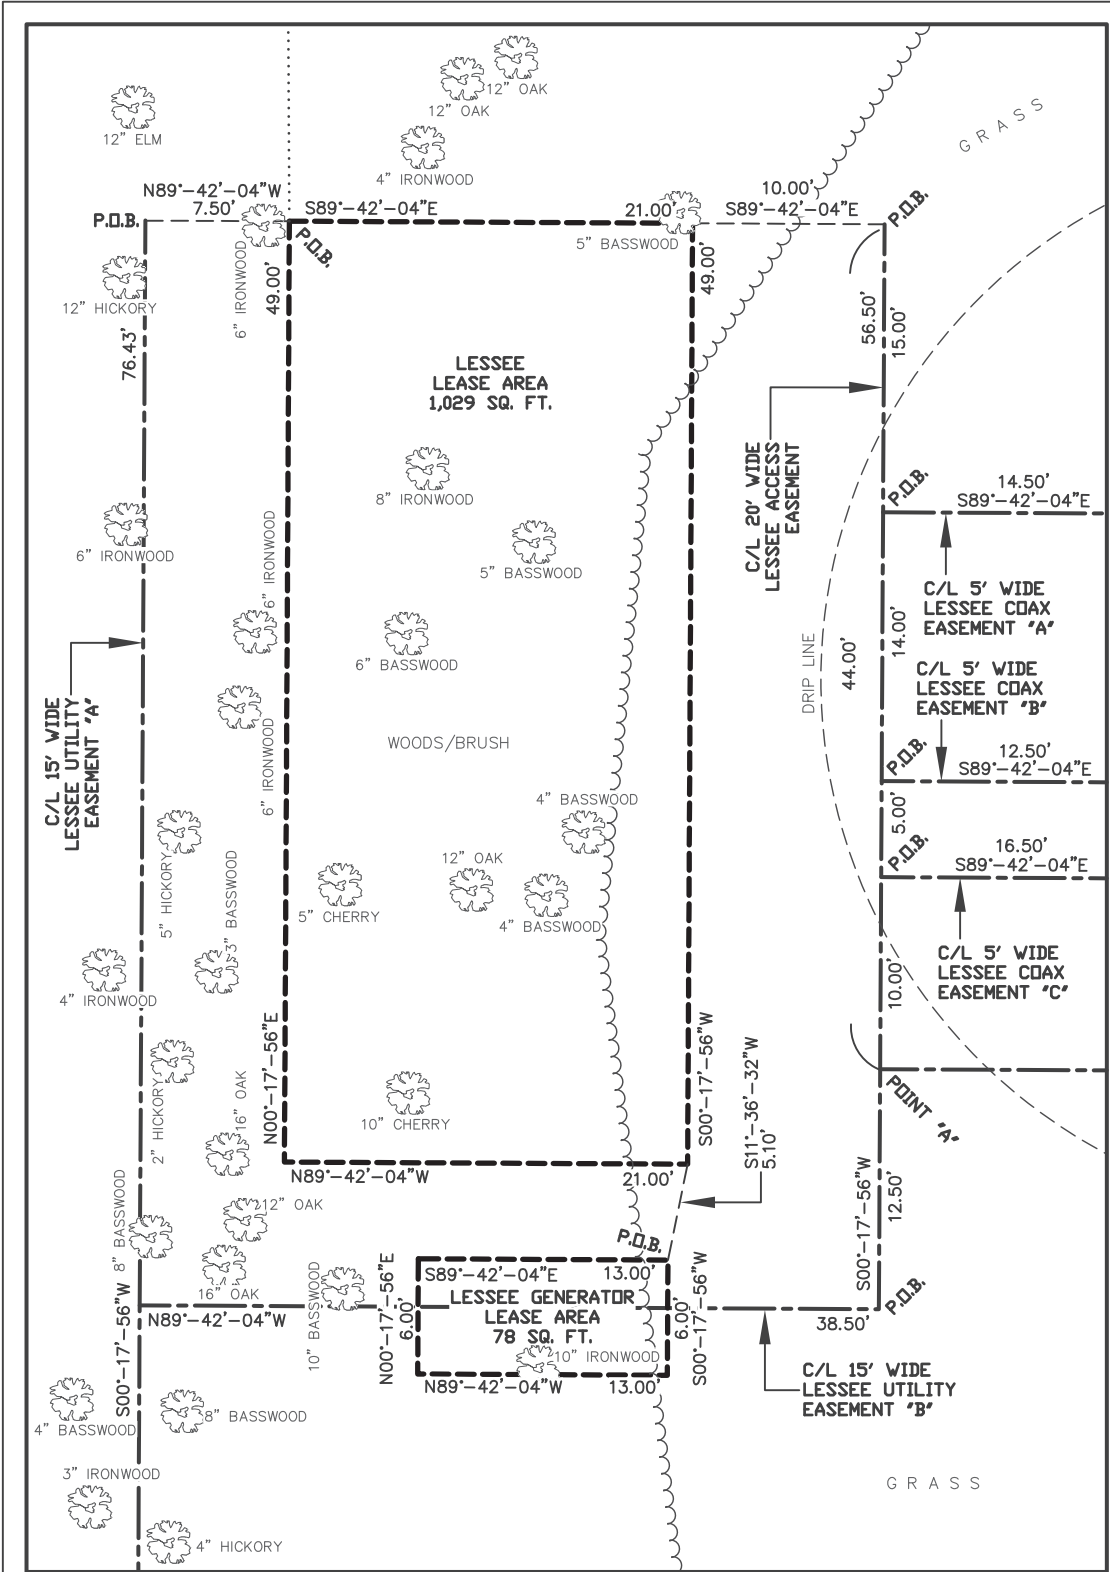 12" OAK
12" OAK
12" ELM
4" IRONWOOD
GRASS
N89°-42'-04"W
7.50'
P.O.B.
S89°-42'-04"E
21.00'
10.00'
S89°-42'-04"E
P.O.B.
P.O.B.
5" BASSWOOD
6" IRONWOOD
49.00'
49.00'
12" HICKORY
76.43'
56.50'
15.00'
LESSEE
LEASE AREA
1,029 SQ. FT.
C/L 20' WIDE
LESSEE ACCESS
EASEMENT
8" IRONWOOD
P.O.B.
14.50'
S89°-42'-04"E
6" IRONWOOD
6" IRONWOOD
5" BASSWOOD
C/L 5' WIDE
LESSEE COAX
EASEMENT "A"
6" BASSWOOD
DRIP LINE
44.00'
14.00'
C/L 5' WIDE
LESSEE COAX
EASEMENT "B"
C/L 15' WIDE
LESSEE UTILITY
EASEMENT "A"
WOODS/BRUSH
6" IRONWOOD
P.O.B.
12.50'
S89°-42'-04"E
4" BASSWOOD
5.00'
P.O.B.
16.50'
S89°-42'-04"E
12" OAK
5" HICKORY
3" BASSWOOD
5" CHERRY
4" BASSWOOD
C/L 5' WIDE
LESSEE COAX
EASEMENT "C"
4" IRONWOOD
10.00'
N00°-17'-56"E
S00°-17'-56"W
S11°-36'-32"W
5.10'
2" HICKORY
16" OAK
10" CHERRY
POINT "A"
N89°-42'-04"W
21.00'
8" BASSWOOD
12" OAK
S00°-17'-56"W
12.50'
P.O.B.
16" OAK
10" BASSWOOD
N00°-17'-56"E
6.00'
S89°-42'-04"E
13.00'
LESSEE GENERATOR
LEASE AREA
78 SQ. FT.
6.00'
S00°-17'-56"W
P.O.B.
38.50'
S00°-17'-56"W
N89°-42'-04"W
10" IRONWOOD
N89°-42'-04"W
13.00'
C/L 15' WIDE
LESSEE UTILITY
EASEMENT "B"
4" BASSWOOD
8" BASSWOOD
3" IRONWOOD
GRASS
4" HICKORY